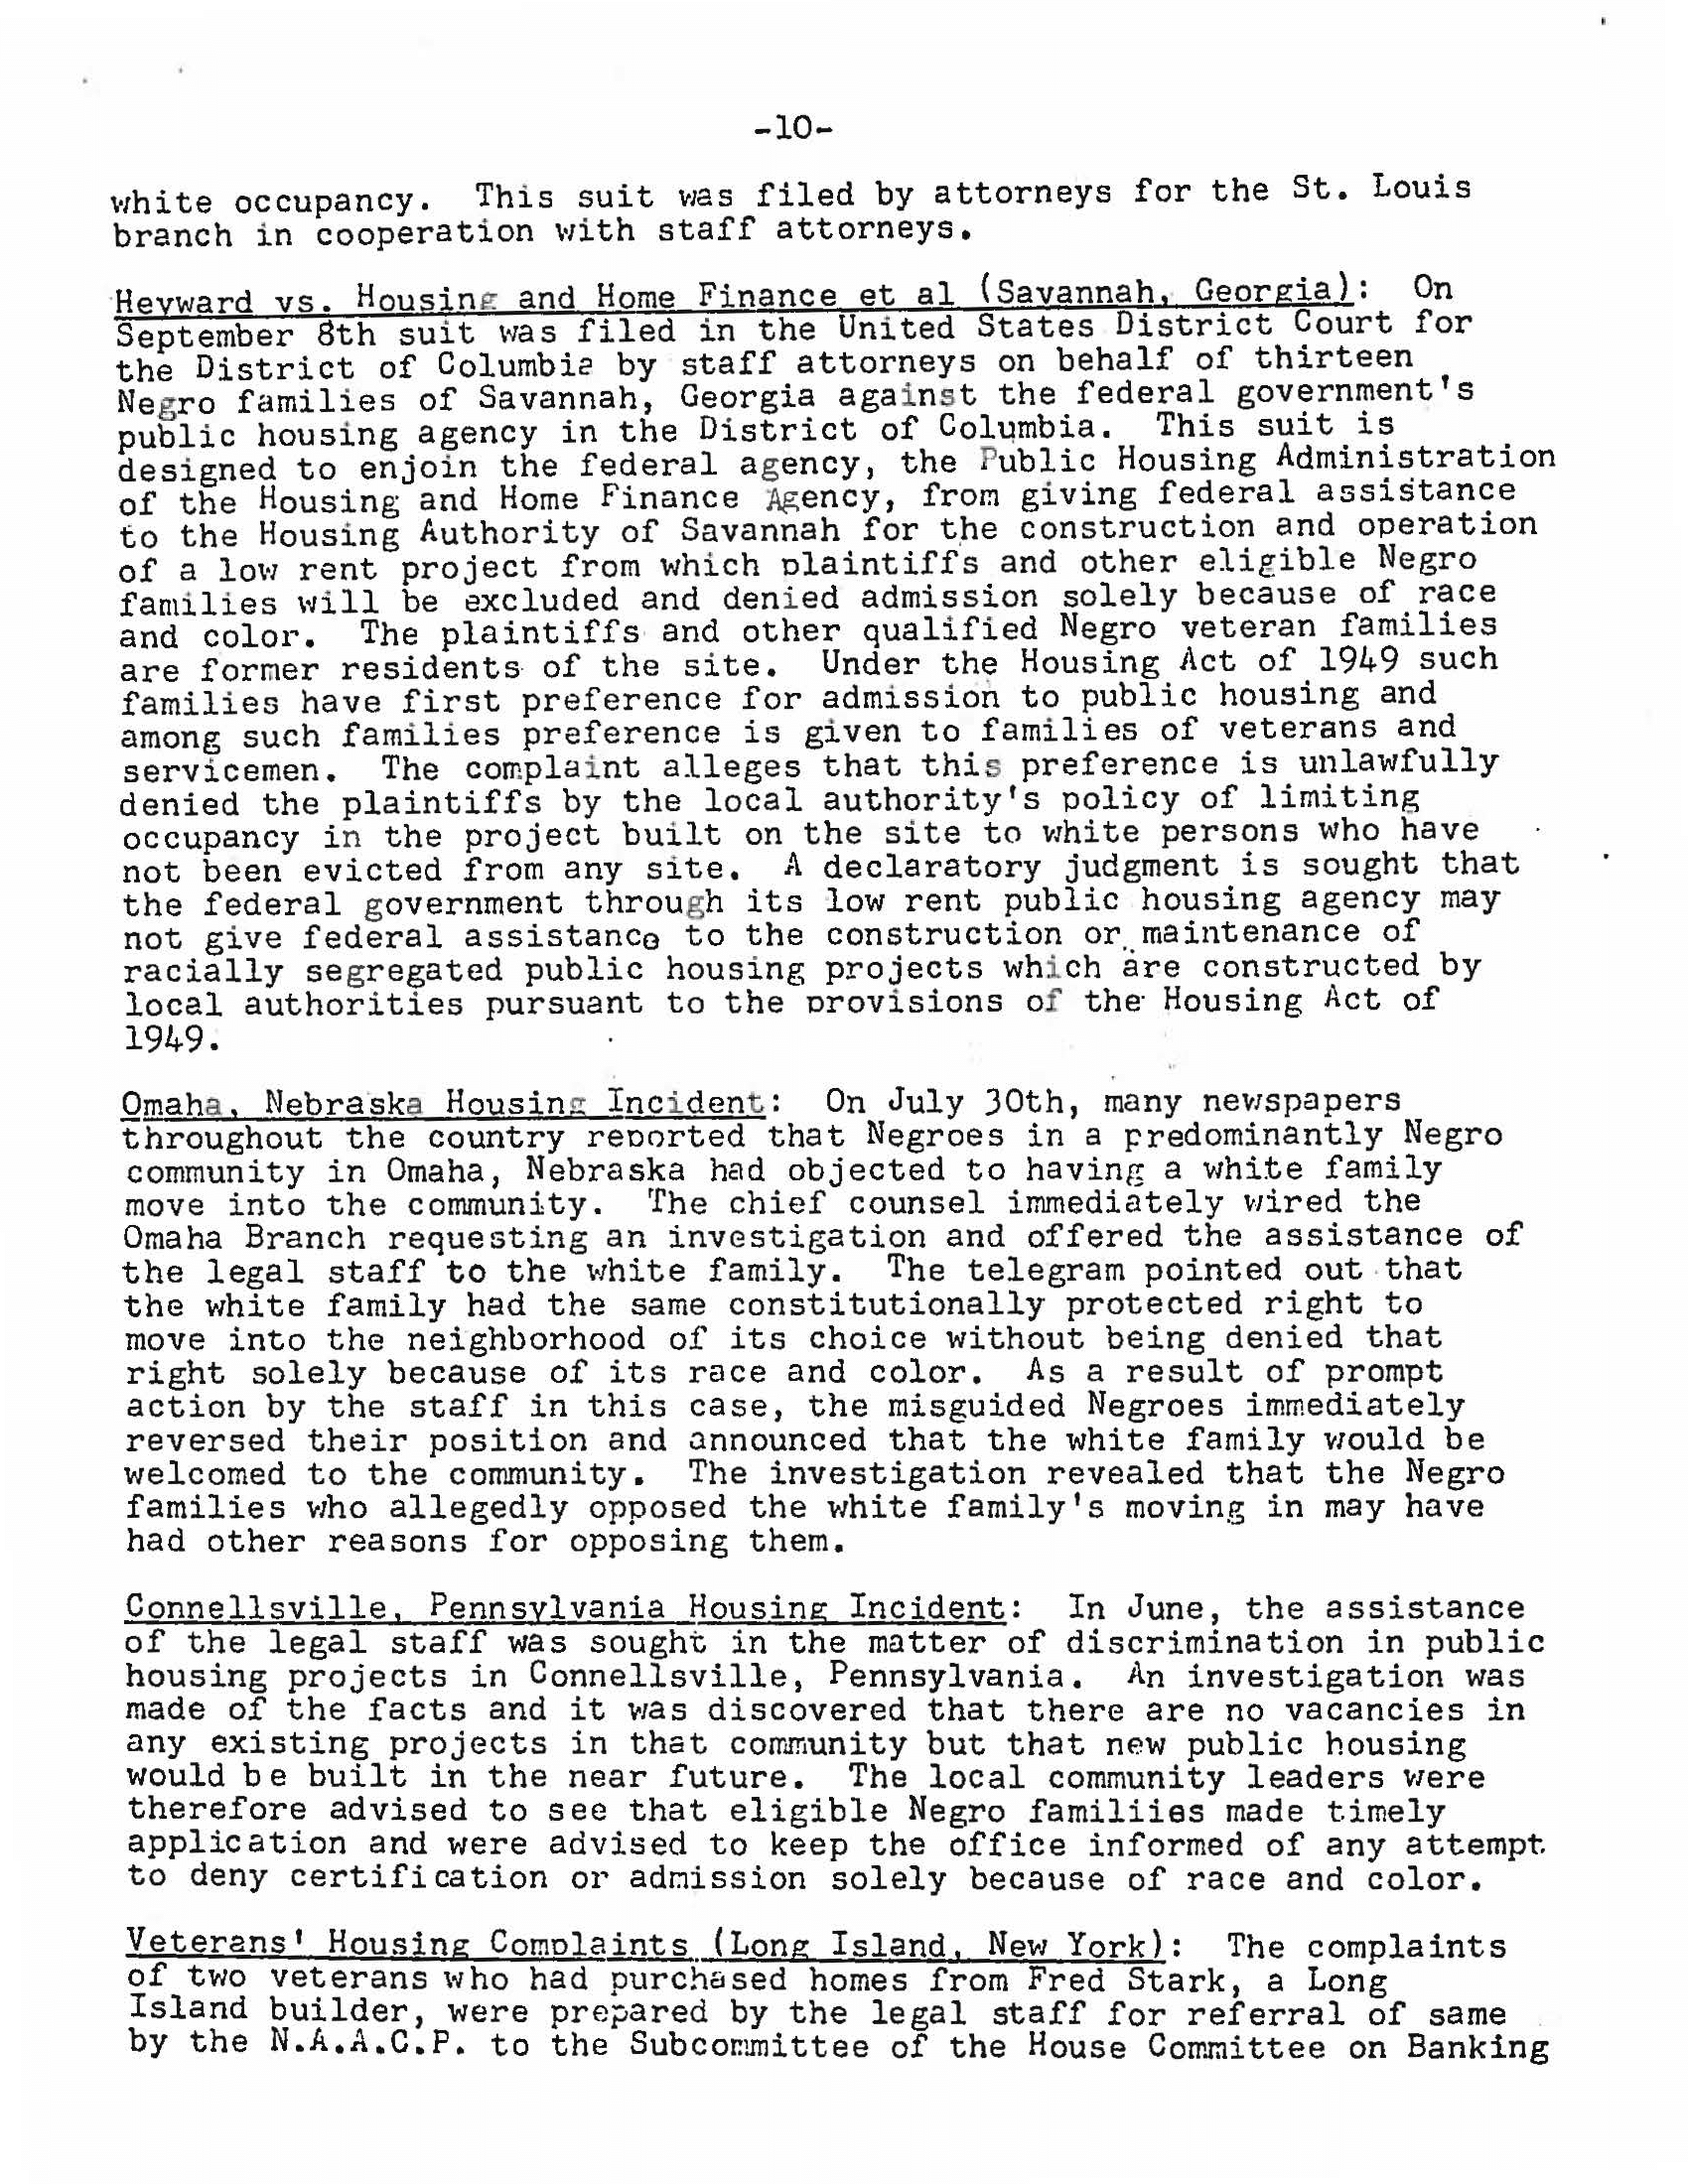 -10-
white occupancy. This suit was filed by attorneys for the St. Louis
branch in cooperation with staff attorneys.
Heyward vs. Housing and Home Finance et al (Savannah, Georgia): On
September 8th suit was filed in the United States District Court for
the District of Columbia by staff attorneys on behalf of thirteen
Negro families of Savannah, Georgia against the federal government's
public housing agency in the District of Columbia. This suit is
designed to enjoin the federal agency, the Public Housing Administration
of the Housing and Home Finance Agency, from giving federal assistance
to the Housing Authority of Savannah for the construction and operation
of a low rent project from which plaintiffs and other eligible Negro
families will be excluded and denied admission solely because of race
and color. The plaintiffs and other qualified Negro veteran families
are former residents of the site. Under the Housing Act of 1949 such
families have first preference for admission to public housing and
among such families preference is given to families of veterans and
servicemen. The complaint alleges that this preference is unlawfully
denied the plaintiffs by the local authority's policy of limiting
occupancy in the project built on the site to white persons who have
not been evicted from any site. A declaratory judgment is sought that
the federal government through its low rent public housing agency may
not give federal assistance to the construction or maintenance of
racially segregated public housing projects which are constructed by
local authorities pursuant to the provisions of the Housing Act of
1949.
Omaha, Nebraska Housing Incident: On July 30th, many newspapers
throughout the country reported that Negroes in a predominantly Negro
community in Omaha, Nebraska had objected to having a white family
move into the community. The chief counsel immediately wired the
Omaha Branch requesting an investigation and offered the assistance of
the legal staff to the white family. The telegram pointed out that
the white family had the same constitutionally protected right to
move into the neighborhood of its choice without being denied that
right solely because of its race and color. As a result of prompt
action by the staff in this case, the misguided Negroes immediately
reversed their position and announced that the white family would be
welcomed to the community. The investigation revealed that the Negro
families who allegedly opposed the white family's moving in may have
had other reasons for opposing them.
Connellsville, Pennsylvania Housing Incident: In June, the assistance
of the legal staff was sought in the matter of discrimination in public
housing projects in Connellsville, Pennsylvania. An investigation was
made of the facts and it was discovered that there are no vacancies in
any existing projects in that community but that new public housing
would be built in the near future. The local community leaders were
therefore advised to see that eligible Negro familiies made timely
application and were advised to keep the office informed of any attempt
to deny certification or admission solely because of race and color.
Veterans' Housing Complaints (Long Island, New York): The complaints
of two veterans who had purchased homes from Fred Stark, a Long
Island builder, were prepared by the legal staff for referral of same
by the N.A.A.C.P. to the Subcommittee of the House Committee on Banking